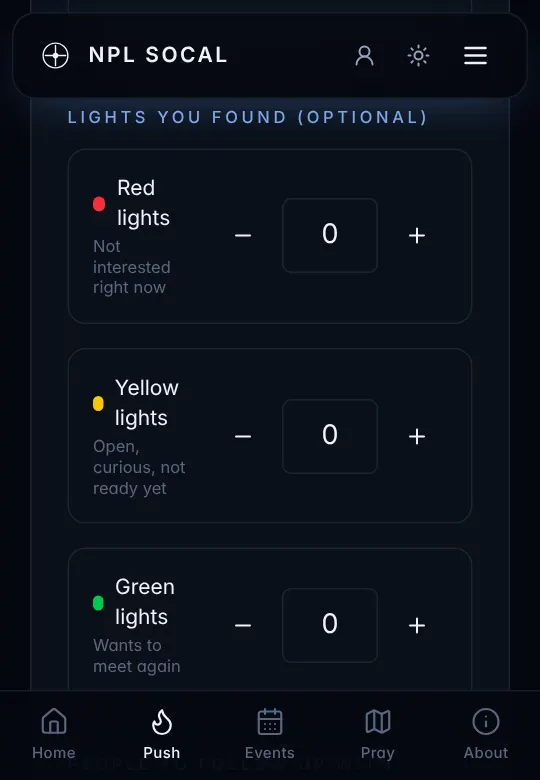 NPL SOCAL
LIGHTS YOU FOUND (OPTIONAL)
Red
lights
Not
interested
right now
− 0 +
Yellow
lights
Open,
curious, not
ready yet
− 0 +
Green
lights
Wants to
meet again
− 0 +
Home Push Events Pray About